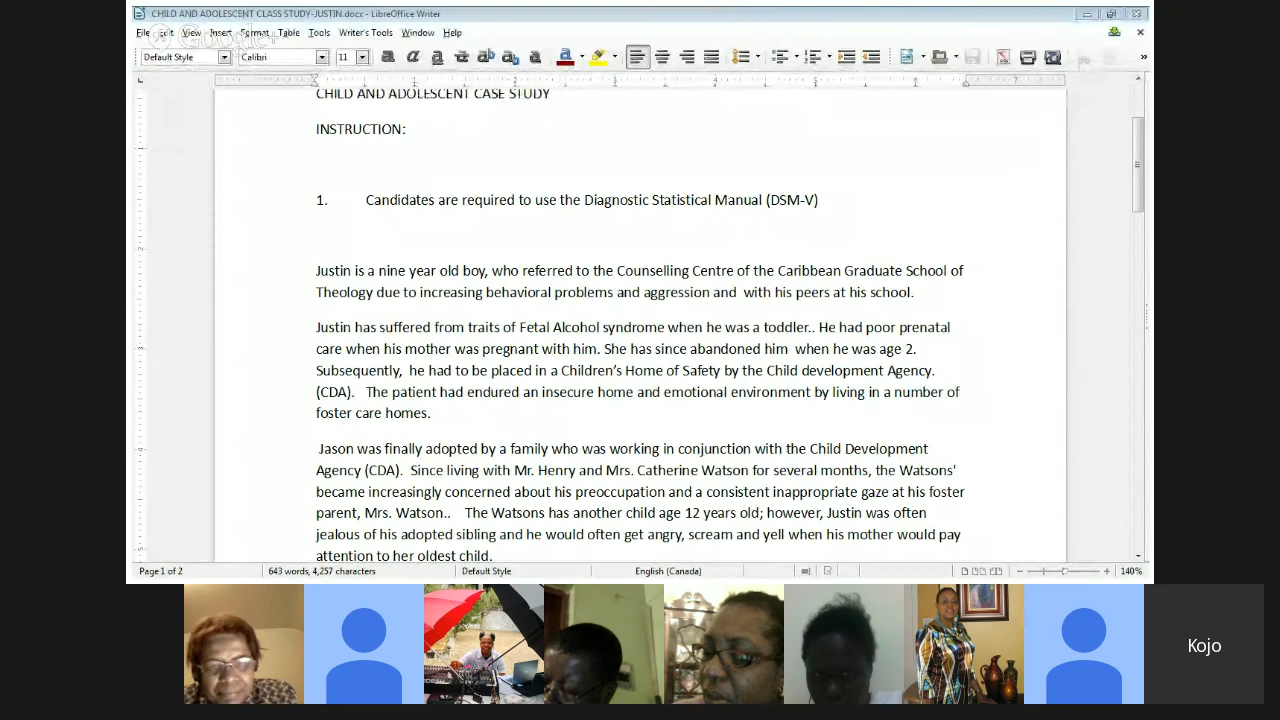 CHILD AND ADOLESCENT CLASS STUDY-JUSTIN.docx - LibreOffice Writer
File Edit View Insert Format Table Tools Writer's Tools Window Help
Google+
Default Style Calibri 11
CHILD AND ADOLESCENT CASE STUDY
INSTRUCTION:
1. Candidates are required to use the Diagnostic Statistical Manual (DSM-V)
Justin is a nine year old boy, who referred to the Counselling Centre of the Caribbean Graduate School of
Theology due to increasing behavioral problems and aggression and  with his peers at his school.
Justin has suffered from traits of Fetal Alcohol syndrome when he was a toddler.. He had poor prenatal
care when his mother was pregnant with him. She has since abandoned him  when he was age 2.
Subsequently,  he had to be placed in a Children's Home of Safety by the Child development Agency.
(CDA).   The patient had endured an insecure home and emotional environment by living in a number of
foster care homes.
Jason was finally adopted by a family who was working in conjunction with the Child Development
Agency (CDA).  Since living with Mr. Henry and Mrs. Catherine Watson for several months, the Watsons'
became increasingly concerned about his preoccupation and a consistent inappropriate gaze at his foster
parent, Mrs. Watson..    The Watsons has another child age 12 years old; however, Justin was often
jealous of his adopted sibling and he would often get angry, scream and yell when his mother would pay
attention to her oldest child.
Page 1 of 2 643 words, 4,257 characters Default Style English (Canada) 140%
Kojo